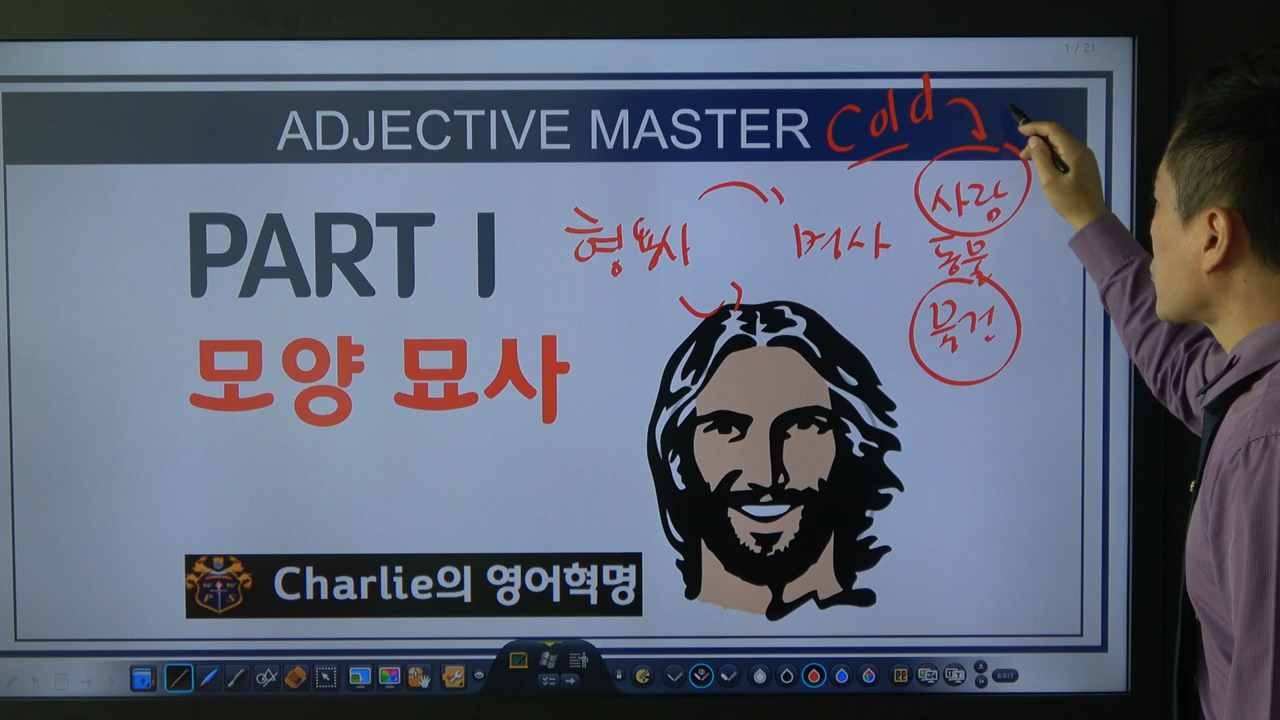 1 / 21
ADJECTIVE MASTER cold
PART I
형용사 명사
사람
동물
물건
모양 묘사
Charlie의 영어혁명
EXIT